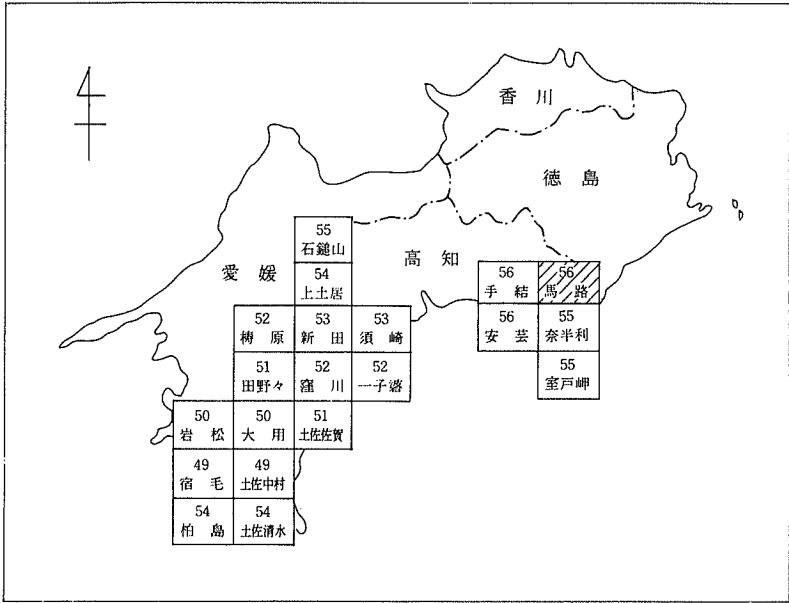 香川
徳島
愛媛
高知
55
石鎚山
54
上土居
56
手結
56
馬路
52
梼原
53
新田
53
須崎
56
安芸
55
奈半利
51
田野々
52
窪川
52
一子碆
55
室戸岬
50
岩松
50
大用
51
土佐佐賀
49
宿毛
49
土佐中村
54
柏島
54
土佐清水